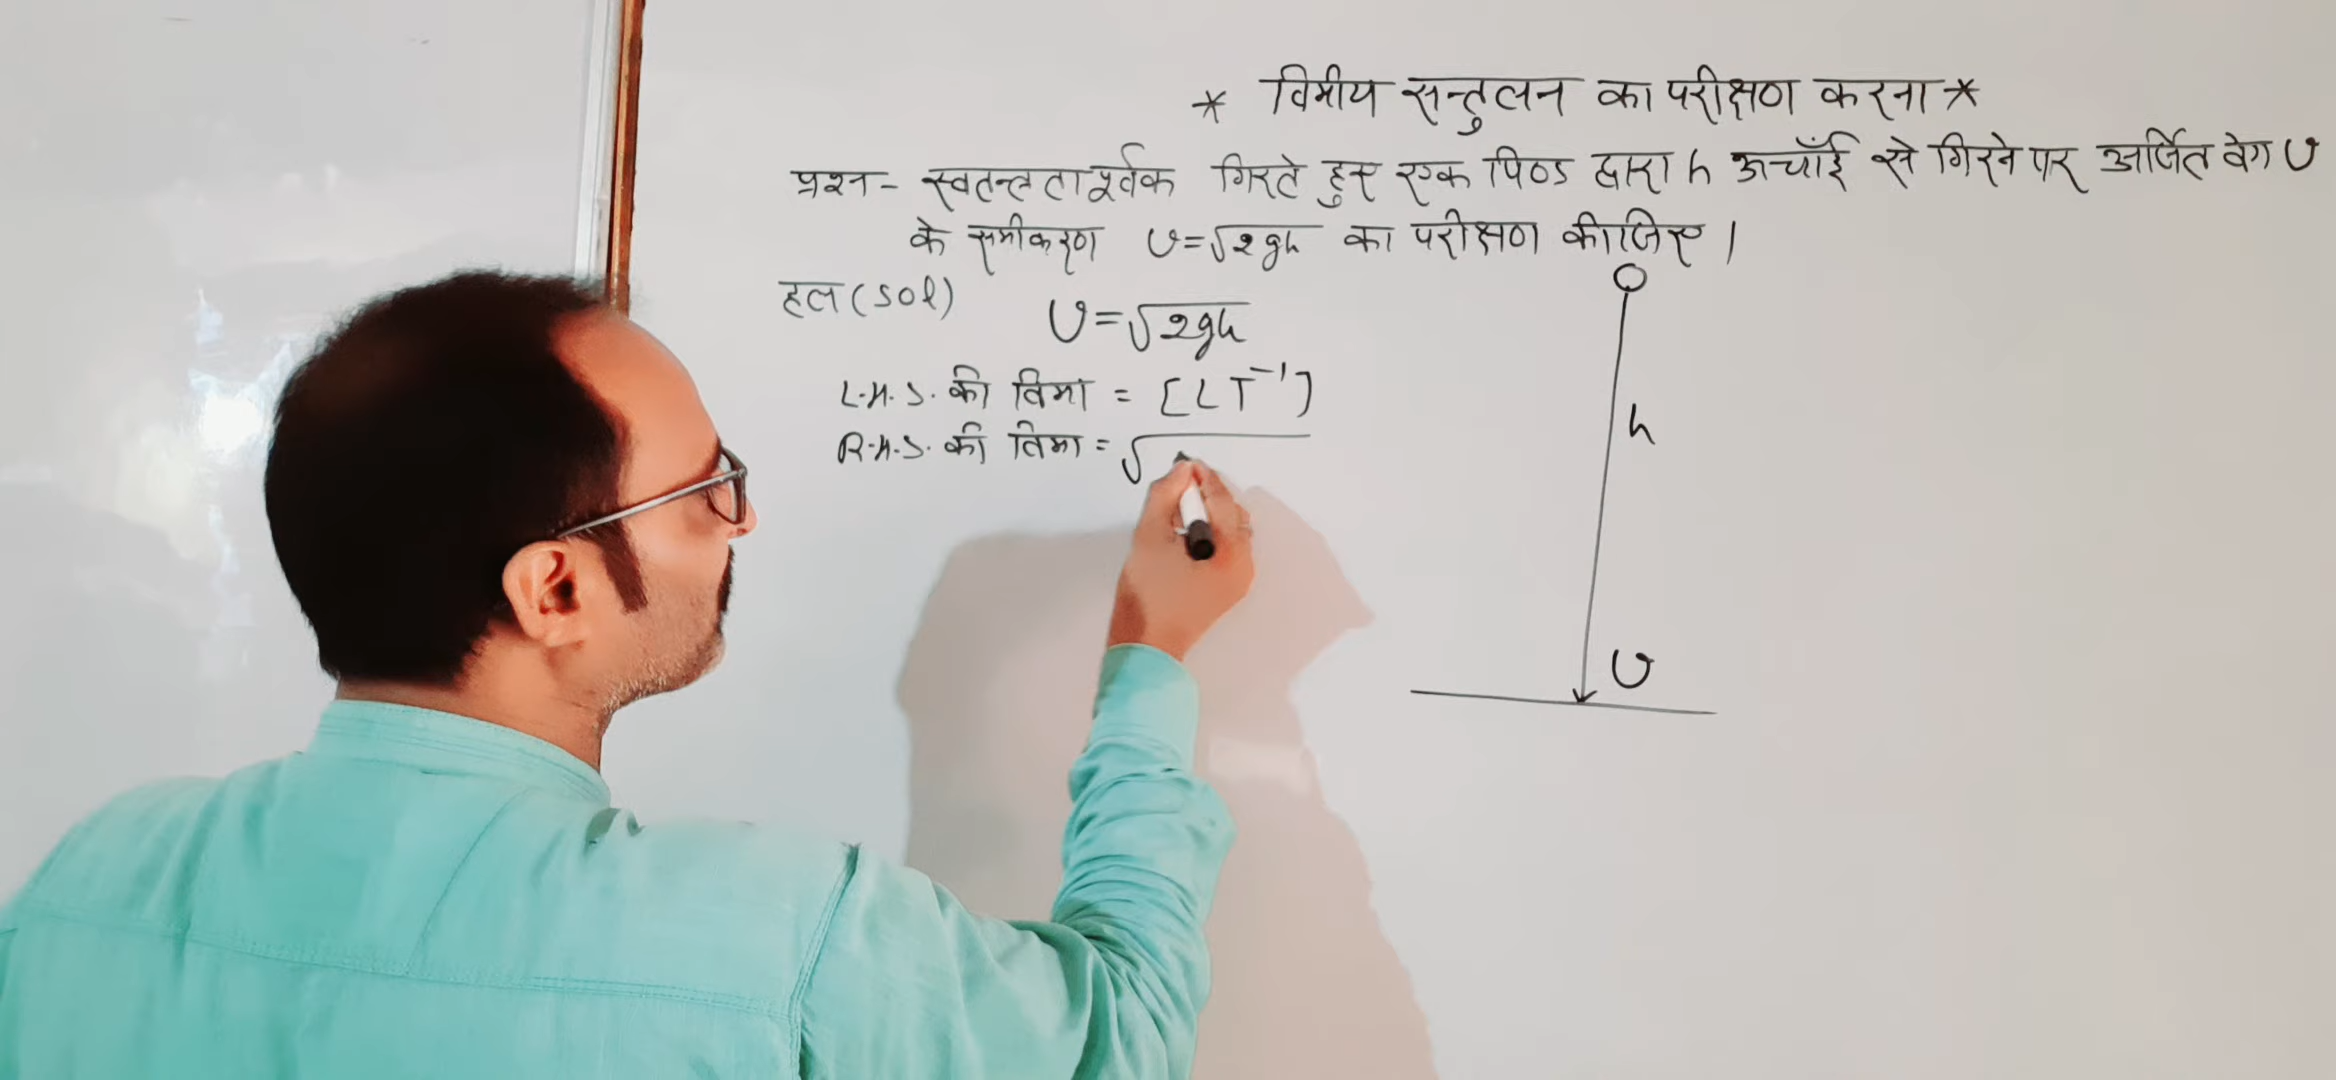 * विमीय सन्तुलन का परीक्षण करना *
प्रश्न - स्वतन्त्रतापूर्वक गिरते हुए एक पिण्ड द्वारा h ऊचाँई से गिरने पर अर्जित वेग υ
के समीकरण υ=√2gh का परीक्षण कीजिए ।
हल (sol) υ=√2gh
L.H.S. की विमा = [LT⁻¹]
R.H.S. की विमा = √
h
υ